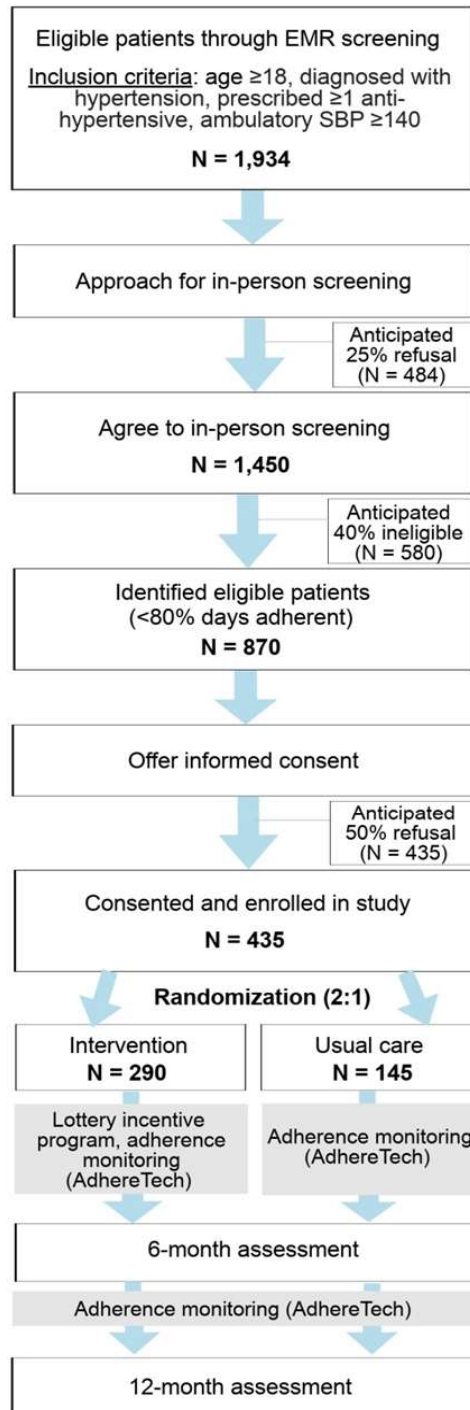 Eligible patients through EMR screening
Inclusion criteria: age ≥18, diagnosed with
hypertension, prescribed ≥1 anti-
hypertensive, ambulatory SBP ≥140
N = 1,934
Approach for in-person screening
Anticipated
25% refusal
(N = 484)
Agree to in-person screening
N = 1,450
Anticipated
40% ineligible
(N = 580)
Identified eligible patients
(<80% days adherent)
N = 870
Offer informed consent
Anticipated
50% refusal
(N = 435)
Consented and enrolled in study
N = 435
Randomization (2:1)
Intervention
N = 290
Usual care
N = 145
Lottery incentive
program, adherence
monitoring
(AdhereTech)
Adherence monitoring
(AdhereTech)
6-month assessment
Adherence monitoring (AdhereTech)
12-month assessment